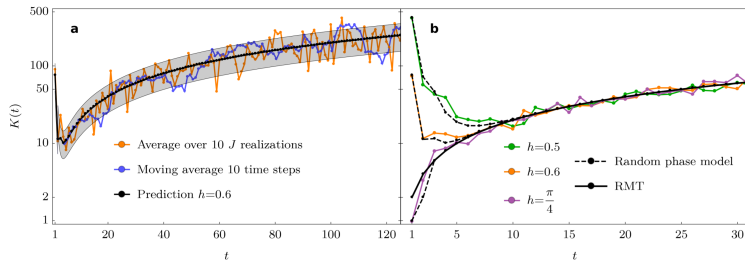 500
100
50
10
2
1
K(t)
a
Average over 10 J realizations
Moving average 10 time steps
Prediction h=0.6
1 20 40 60 80 100 120
t
b
h=0.5
h=0.6
h=π/4
Random phase model
RMT
1 5 10 15 20 25 30
t